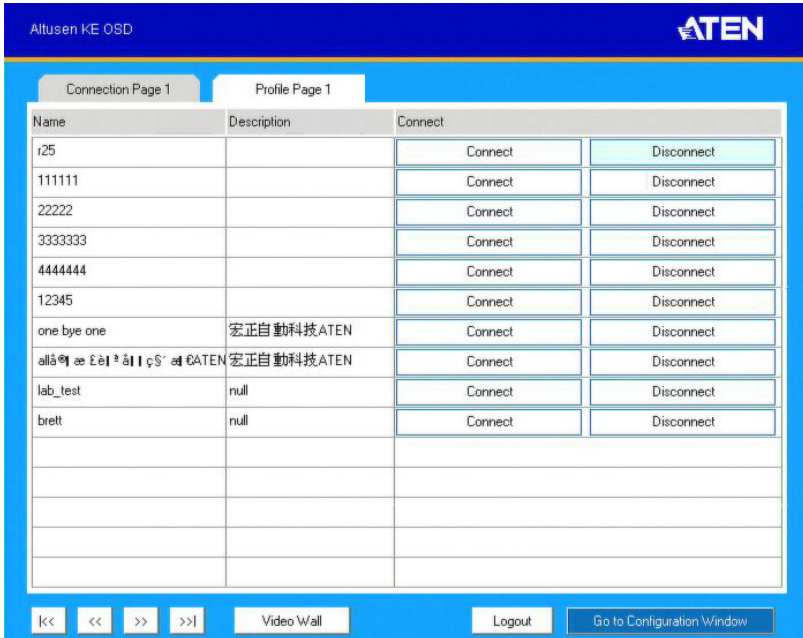 Altusen KE OSD
ATEN
Connection Page 1
Profile Page 1
Name Description Connect
r25 Connect Disconnect
111111 Connect Disconnect
22222 Connect Disconnect
3333333 Connect Disconnect
4444444 Connect Disconnect
12345 Connect Disconnect
one bye one 宏正自動科技ATEN Connect Disconnect
宏正自動科技ATEN Connect Disconnect
lab_test null Connect Disconnect
brett null Connect Disconnect
|<< << >> >>| Video Wall Logout Go to Configuration Window